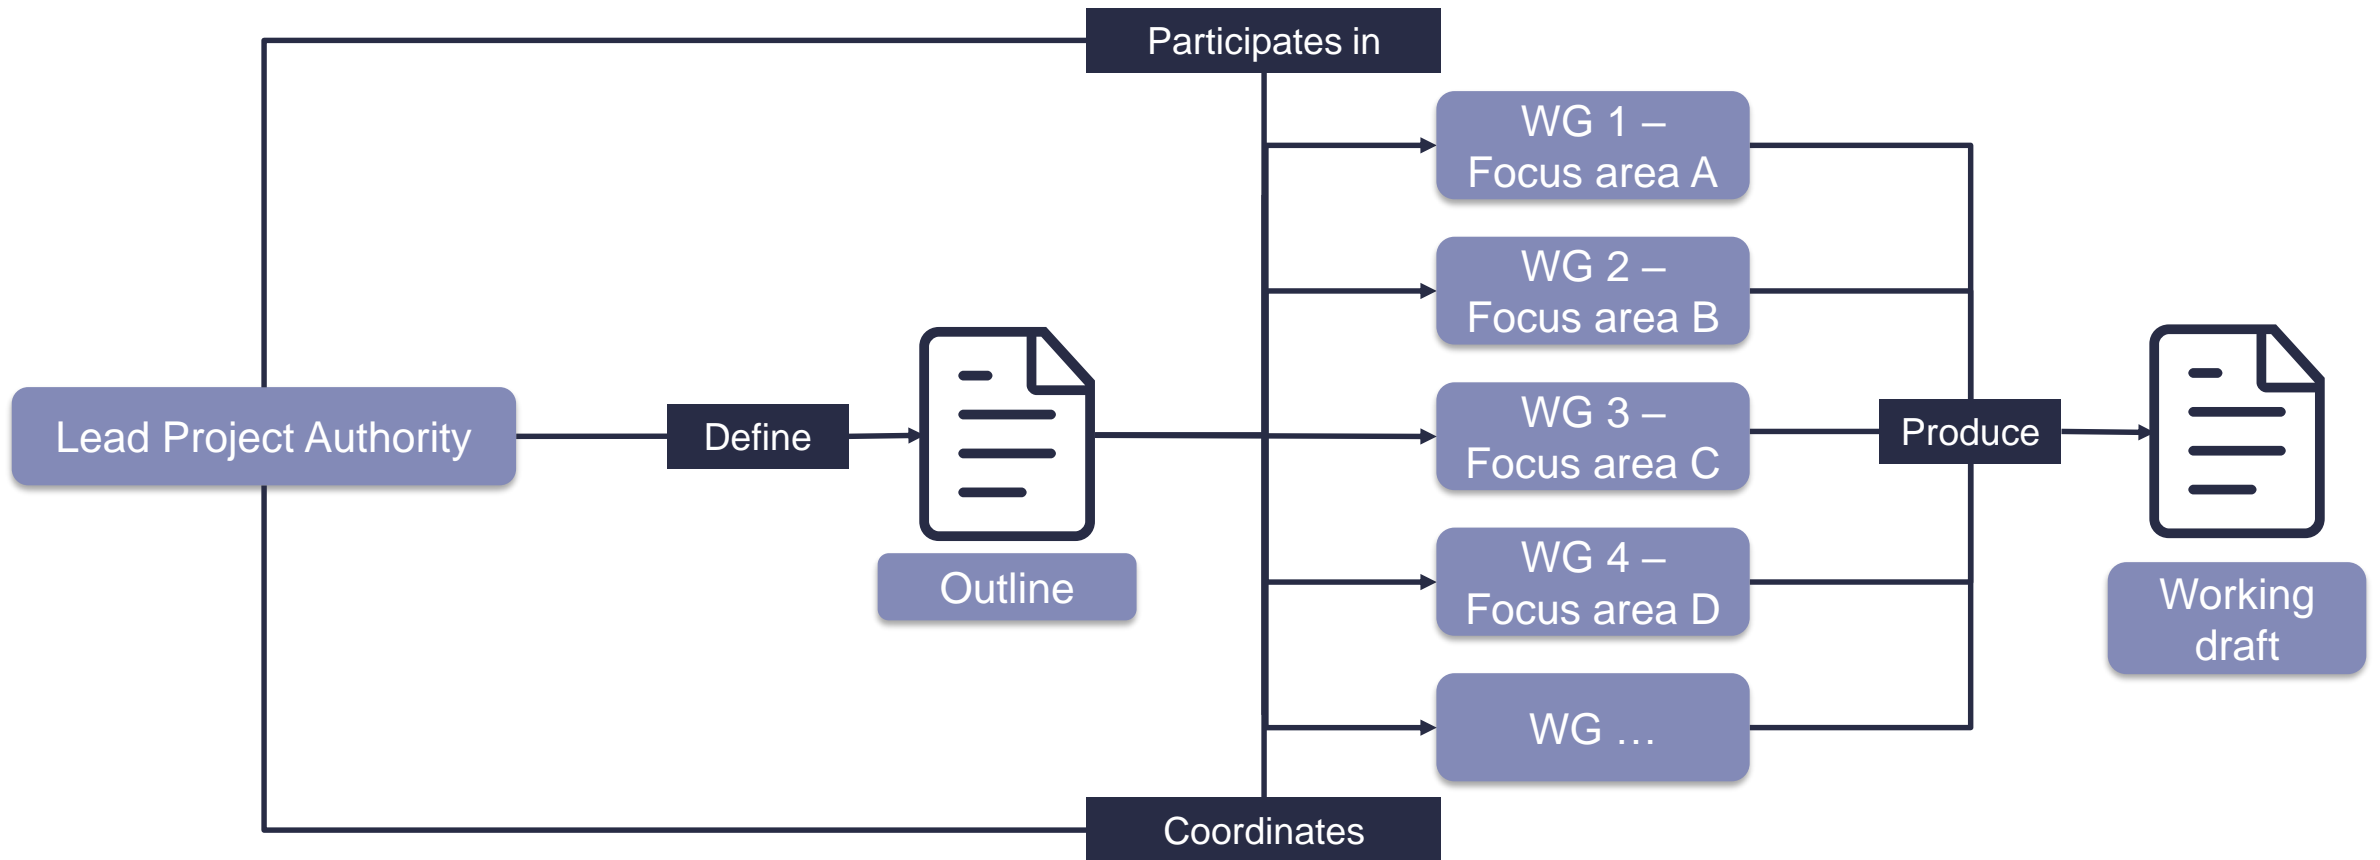 Participates in
WG 1 –
Focus area A
WG 2 –
Focus area B
Lead Project Authority
Define
Outline
WG 3 –
Focus area C
Produce
WG 4 –
Focus area D
Working
draft
WG …
Coordinates